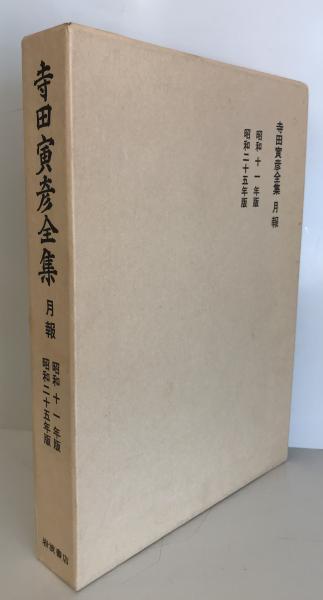 寺田寅彦全集
月報
昭和十一年版
昭和二十五年版
岩波書店
寺田寅彦全集 月報
昭和十一年版
昭和二十五年版